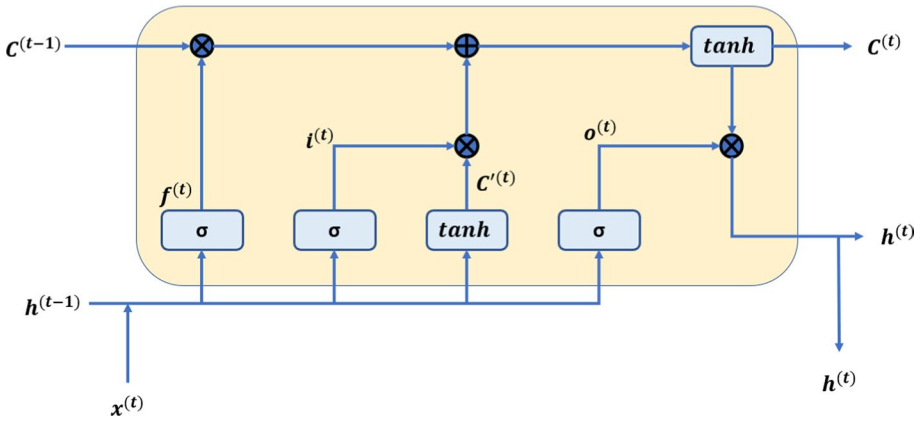 C^(t−1)
tanh
C^(t)
i^(t)
o^(t)
C′^(t)
f^(t)
σ
σ
tanh
σ
h^(t)
h^(t−1)
h^(t)
x^(t)